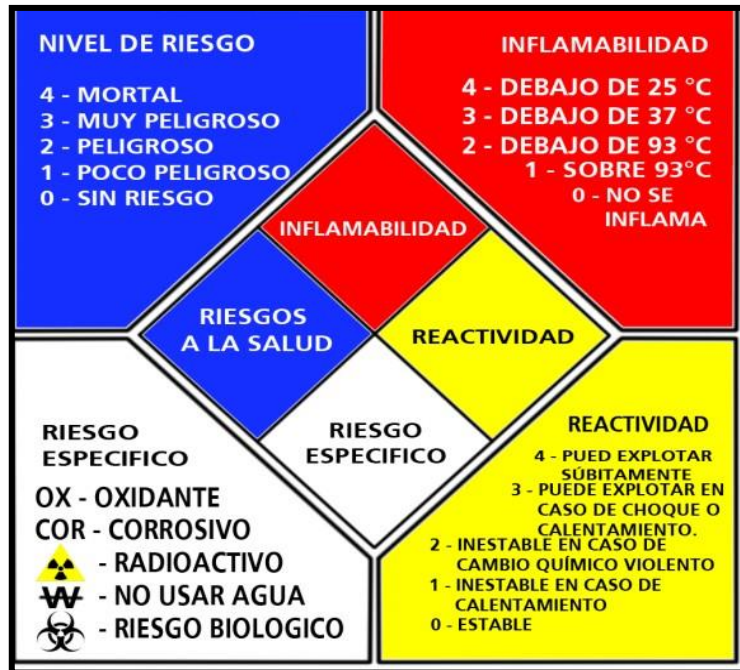 NIVEL DE RIESGO
4 - MORTAL
3 - MUY PELIGROSO
2 - PELIGROSO
1 - POCO PELIGROSO
0 - SIN RIESGO
INFLAMABILIDAD
4 - DEBAJO DE 25 °C
3 - DEBAJO DE 37 °C
2 - DEBAJO DE 93 °C
1 - SOBRE 93°C
0 - NO SE
INFLAMA
INFLAMABILIDAD
RIESGOS
A LA SALUD
REACTIVIDAD
RIESGO
ESPECIFICO
RIESGO
ESPECIFICO
OX - OXIDANTE
COR - CORROSIVO
- RADIOACTIVO
W - NO USAR AGUA
- RIESGO BIOLOGICO
REACTIVIDAD
4 - PUED EXPLOTAR
SÚBITAMENTE
3 - PUEDE EXPLOTAR EN
CASO DE CHOQUE O
CALENTAMIENTO.
2 - INESTABLE EN CASO DE
CAMBIO QUÍMICO VIOLENTO
1 - INESTABLE EN CASO DE
CALENTAMIENTO
0 - ESTABLE